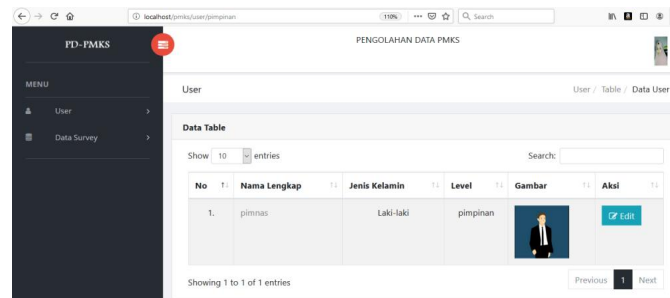 localhost/pmks/user/pimpinan 110% Search
PD-PMKS
PENGOLAHAN DATA PMKS
MENU
User
Data Survey
User
User / Table / Data User
Data Table
Show 10 entries
Search:
No Nama Lengkap Jenis Kelamin Level Gambar Aksi
1. pimnas Laki-laki pimpinan Edit
Showing 1 to 1 of 1 entries
Previous 1 Next